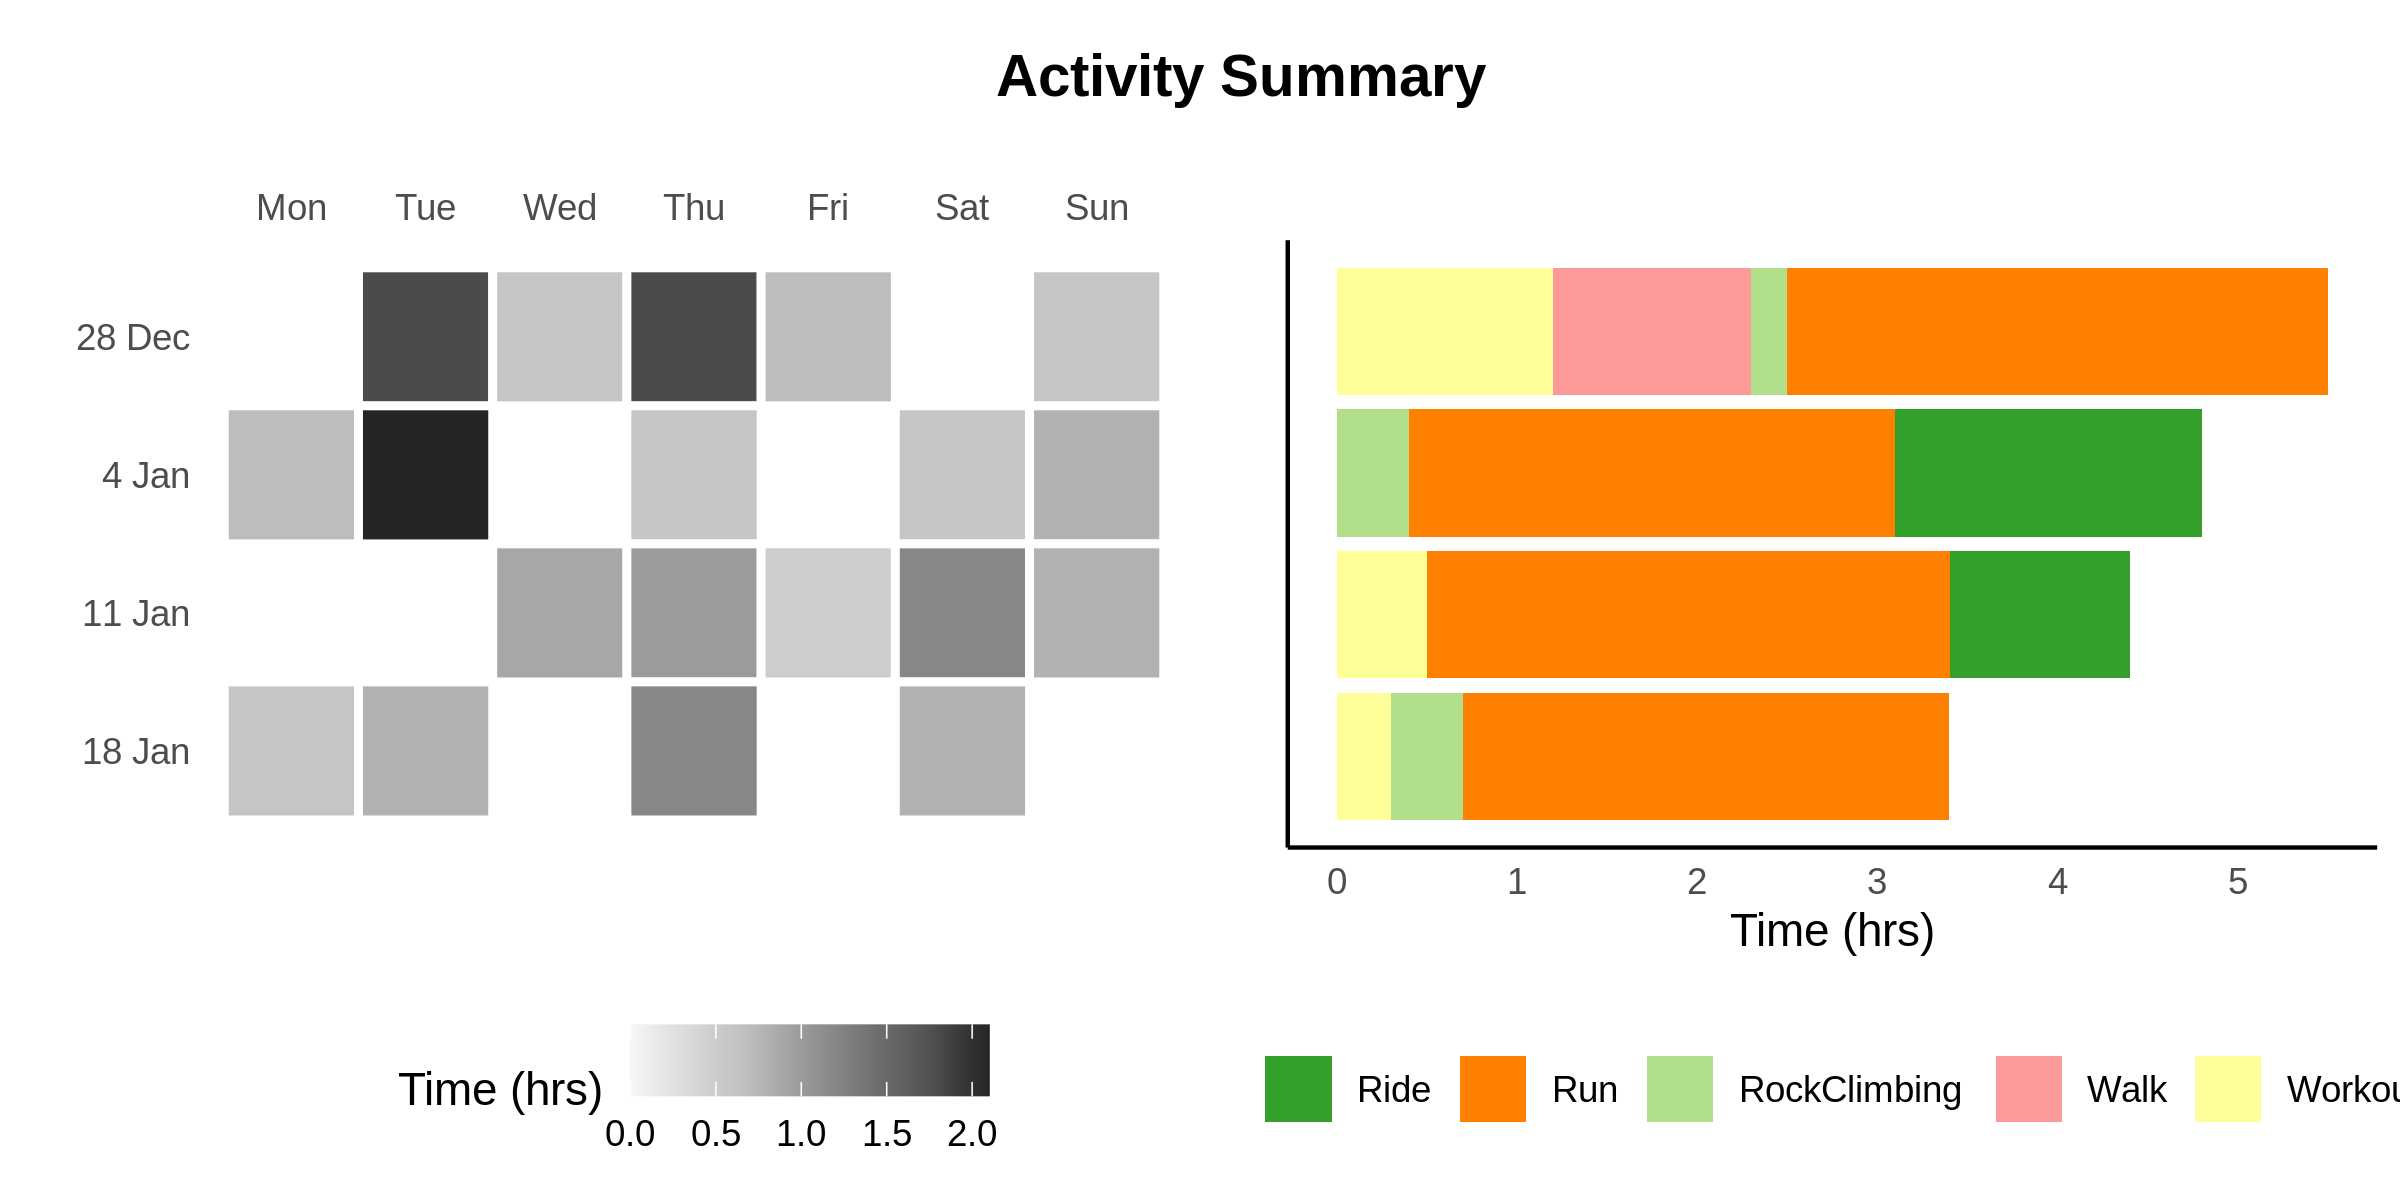 Activity Summary
Mon Tue Wed Thu Fri Sat Sun
28 Dec
4 Jan
11 Jan
18 Jan
0 1 2 3 4 5
Time (hrs)
Time (hrs)
0.0 0.5 1.0 1.5 2.0
Ride Run RockClimbing Walk